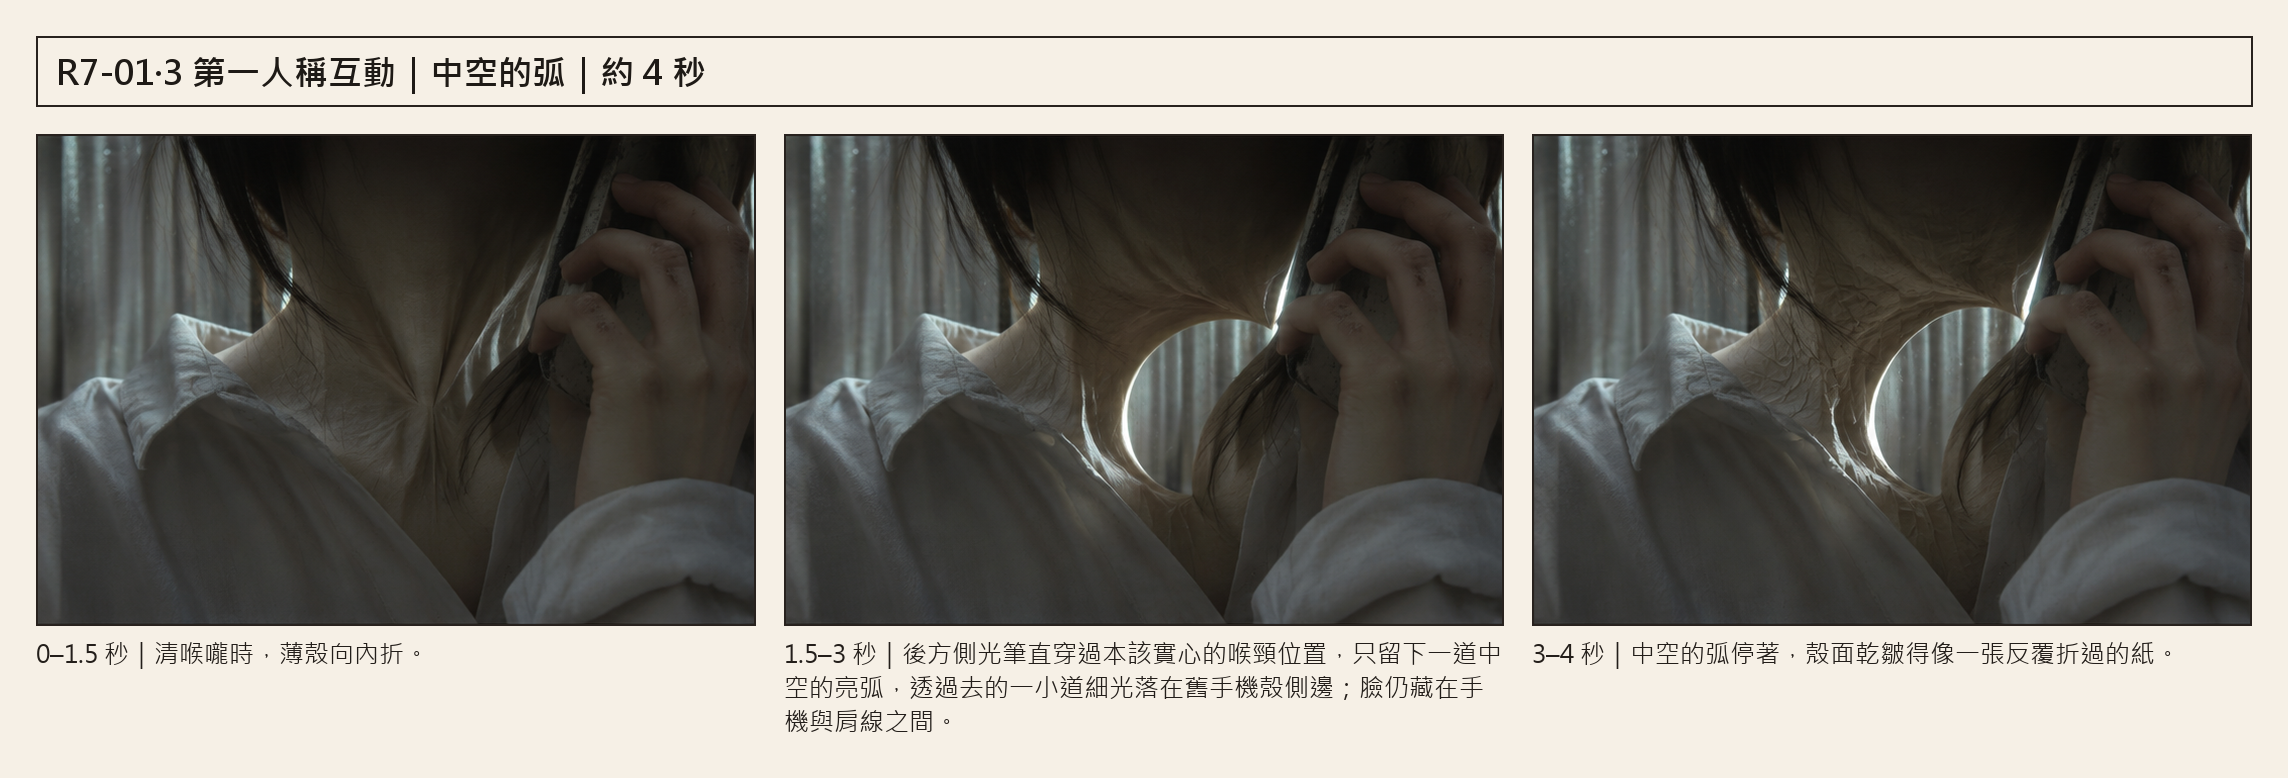 R7-01·3 第一人稱互動｜中空的弧｜約 4 秒
0–1.5 秒｜清喉嚨時，薄殼向內折。
1.5–3 秒｜後方側光筆直穿過本該實心的喉頸位置，只留下一道中
空的亮弧，透過去的一小道細光落在舊手機殼側邊；臉仍藏在手
機與肩線之間。
3–4 秒｜中空的弧停著，殼面乾皺得像一張反覆折過的紙。